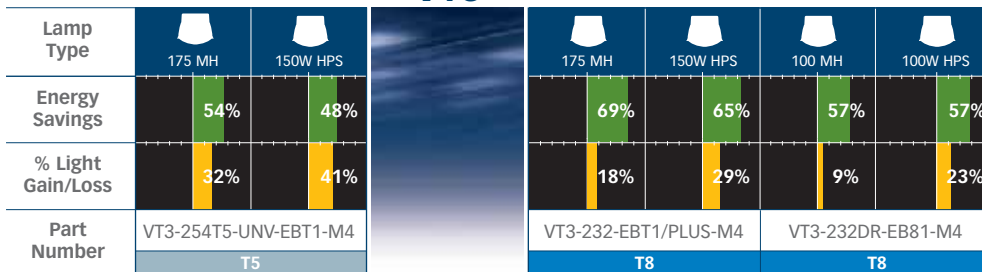 Lamp
Type
175 MH
150W HPS
175 MH
150W HPS
100 MH
100W HPS
Energy
Savings
54%
48%
69%
65%
57%
57%
% Light
Gain/Loss
32%
41%
18%
29%
9%
23%
Part
Number
VT3-254T5-UNV-EBT1-M4
VT3-232-EBT1/PLUS-M4
VT3-232DR-EB81-M4
T5
T8
T8